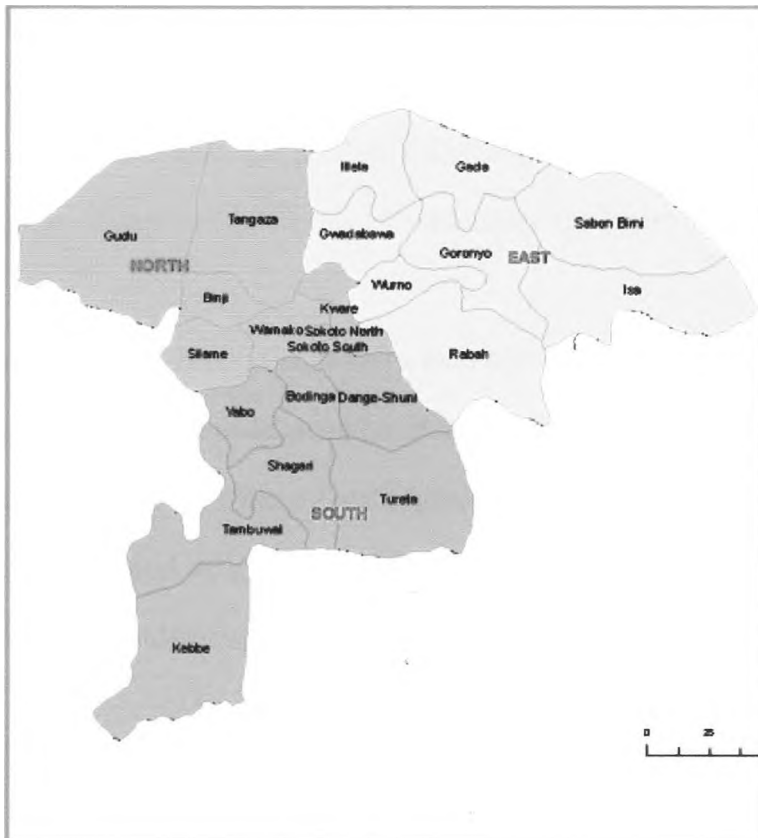 Illela
Gada
Tangaza
Sabon Birni
Gudu
Gwadabawa
Goronyo
EAST
NORTH
Wurno
Isa
Binji
Kware
Wamako Sokoto North
Sokoto South
Silame
Rabah
Bodinga Dange-Shuni
Yabo
Shagari
Tureta
SOUTH
Tambuwal
Kebbe
0 25